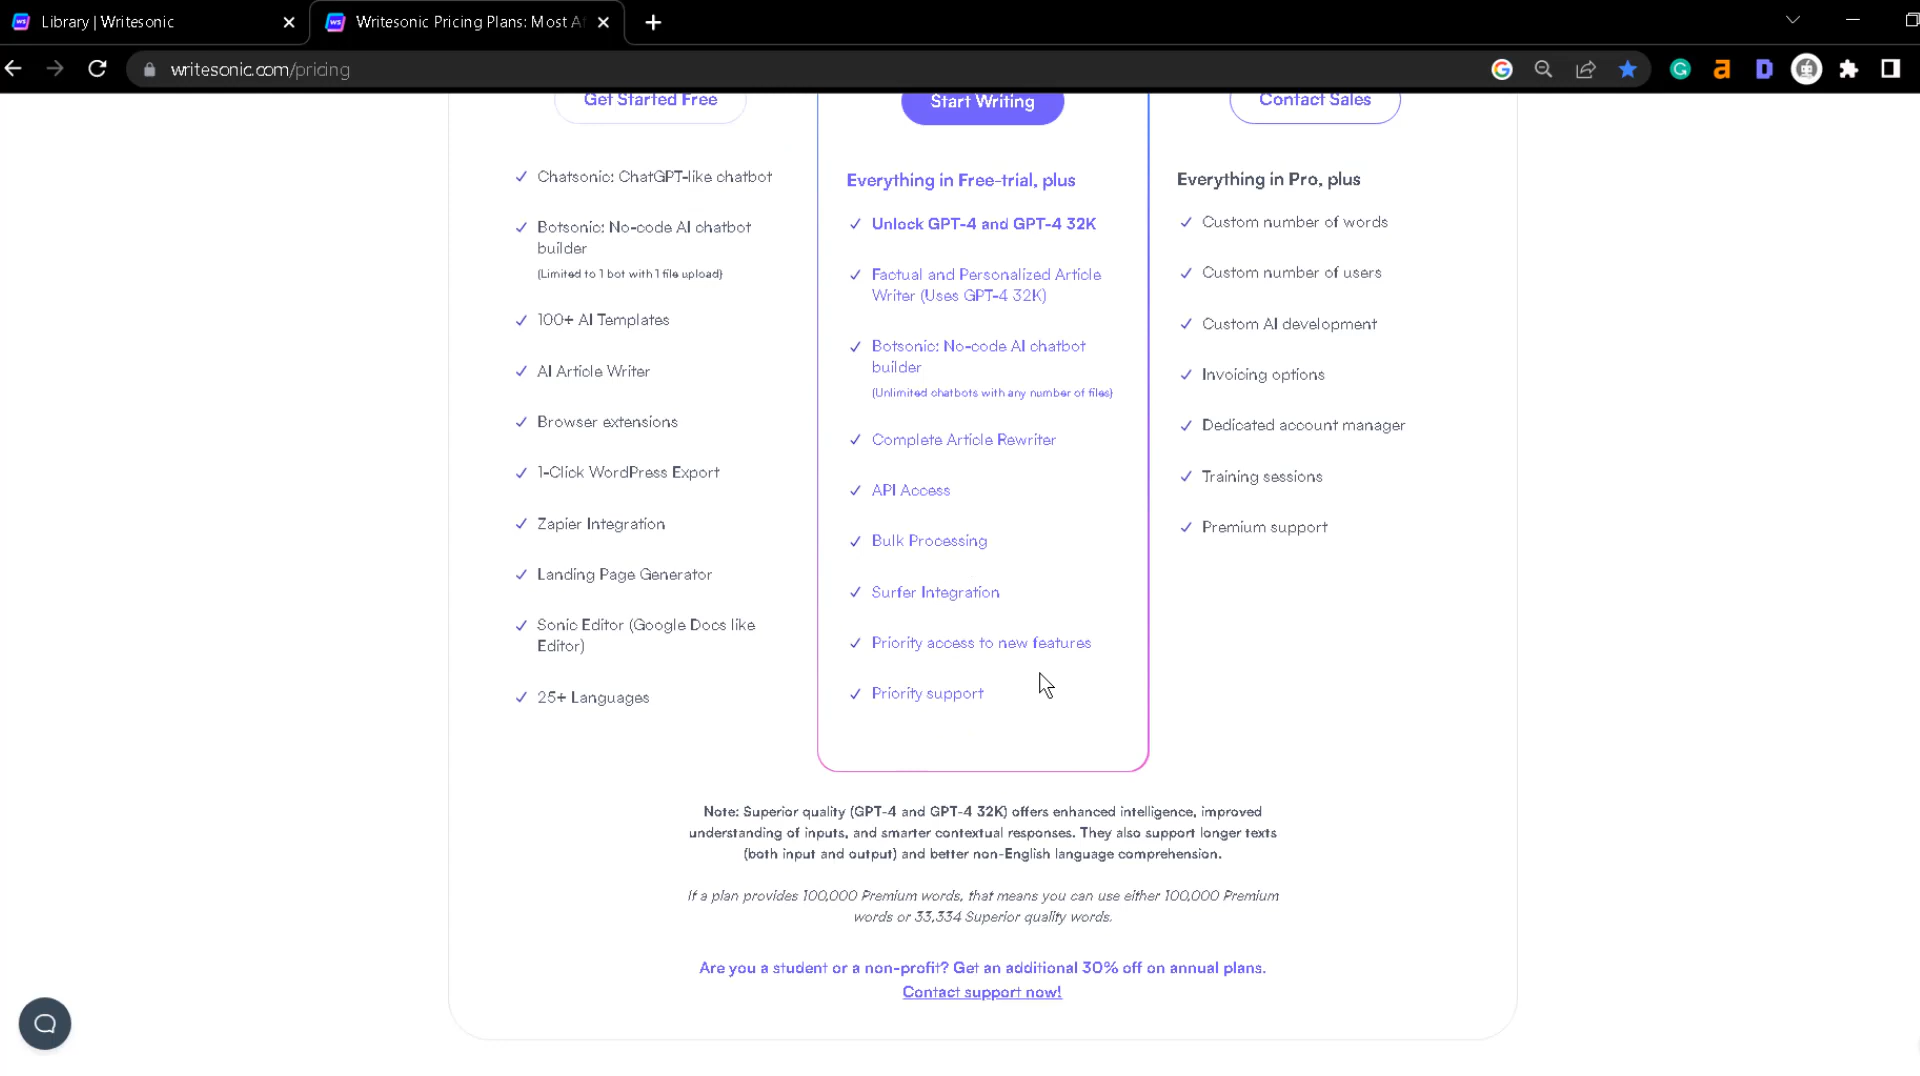 Library | Writesonic
Writesonic Pricing Plans: Most A
writesonic.com/pricing
Get Started Free
Chatsonic: ChatGPT-like chatbot
Botsonic: No-code AI chatbot
builder
(Limited to 1 bot with 1 file upload)
100+ AI Templates
AI Article Writer
Browser extensions
1-Click WordPress Export
Zapier Integration
Landing Page Generator
Sonic Editor (Google Docs like
Editor)
25+ Languages
Start Writing
Everything in Free-trial, plus
Unlock GPT-4 and GPT-4 32K
Factual and Personalized Article
Writer (Uses GPT-4 32K)
Botsonic: No-code AI chatbot
builder
(Unlimited chatbots with any number of files)
Complete Article Rewriter
API Access
Bulk Processing
Surfer Integration
Priority access to new features
Priority support
Contact Sales
Everything in Pro, plus
Custom number of words
Custom number of users
Custom AI development
Invoicing options
Dedicated account manager
Training sessions
Premium support
Note: Superior quality (GPT-4 and GPT-4 32K) offers enhanced intelligence, improved
understanding of inputs, and smarter contextual responses. They also support longer texts
(both input and output) and better non-English language comprehension.
If a plan provides 100,000 Premium words, that means you can use either 100,000 Premium
words or 33,334 Superior quality words.
Are you a student or a non-profit? Get an additional 30% off on annual plans.
Contact support now!